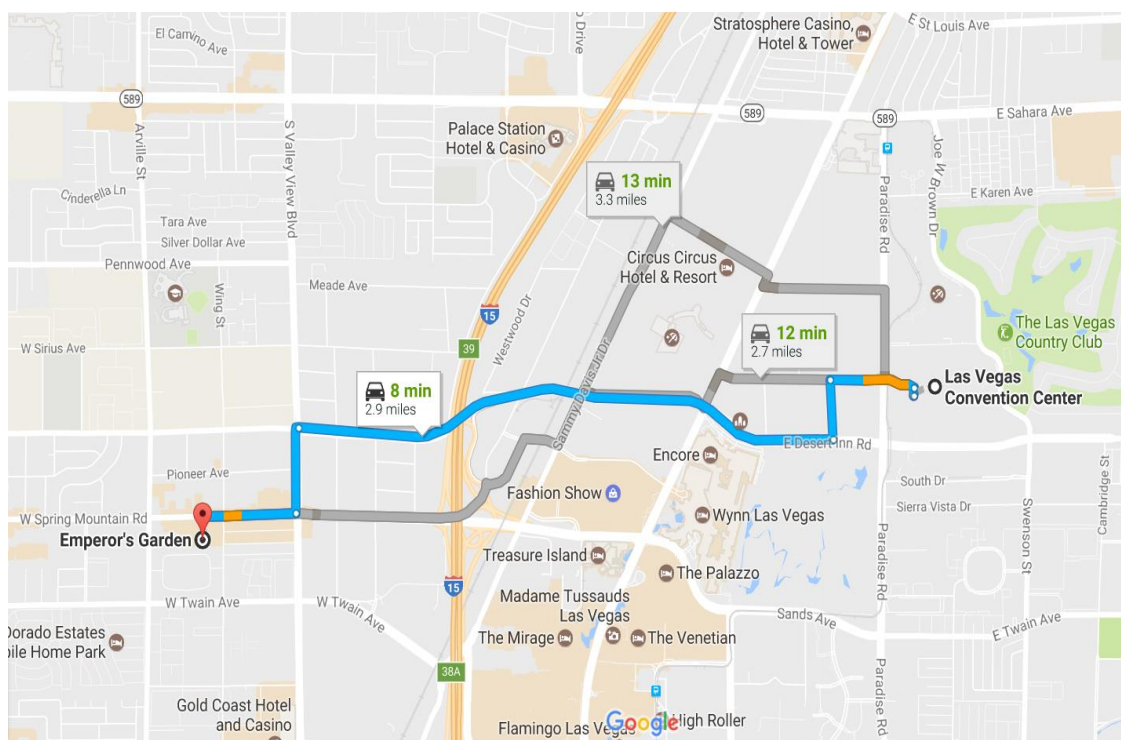 Stratosphere Casino,
Hotel & Tower
E St Louis Ave
El Camino Ave
Drive
589
Arville St
S Valley View Blvd
589
589
E Sahara Ave
Palace Station
Hotel & Casino
Joe W Brown Dr
Paradise Rd
13 min
3.3 miles
Cinderella Ln
E Karen Ave
Tara Ave
Silver Dollar Ave
Pennwood Ave
Wing St
Meade Ave
Circus Circus
Hotel & Resort
15
Westwood Dr
12 min
2.7 miles
The Las Vegas
Country Club
W Sirius Ave
39
Sammy Davis Jr Dr
8 min
2.9 miles
Las Vegas
Convention Center
E Desert Inn Rd
Encore
Pioneer Ave
South Dr
Sierra Vista Dr
Swenson St
Cambridge St
Fashion Show
Wynn Las Vegas
W Spring Mountain Rd
Emperor's Garden
Treasure Island
The Palazzo
Paradise Rd
15
Madame Tussauds
Las Vegas
W Twain Ave
W Twain Ave
Sands Ave
E Twain Ave
The Mirage
The Venetian
Dorado Estates
bile Home Park
38A
Paradise Rd
Gold Coast Hotel
and Casino
Flamingo Las Vegas
Google
High Roller